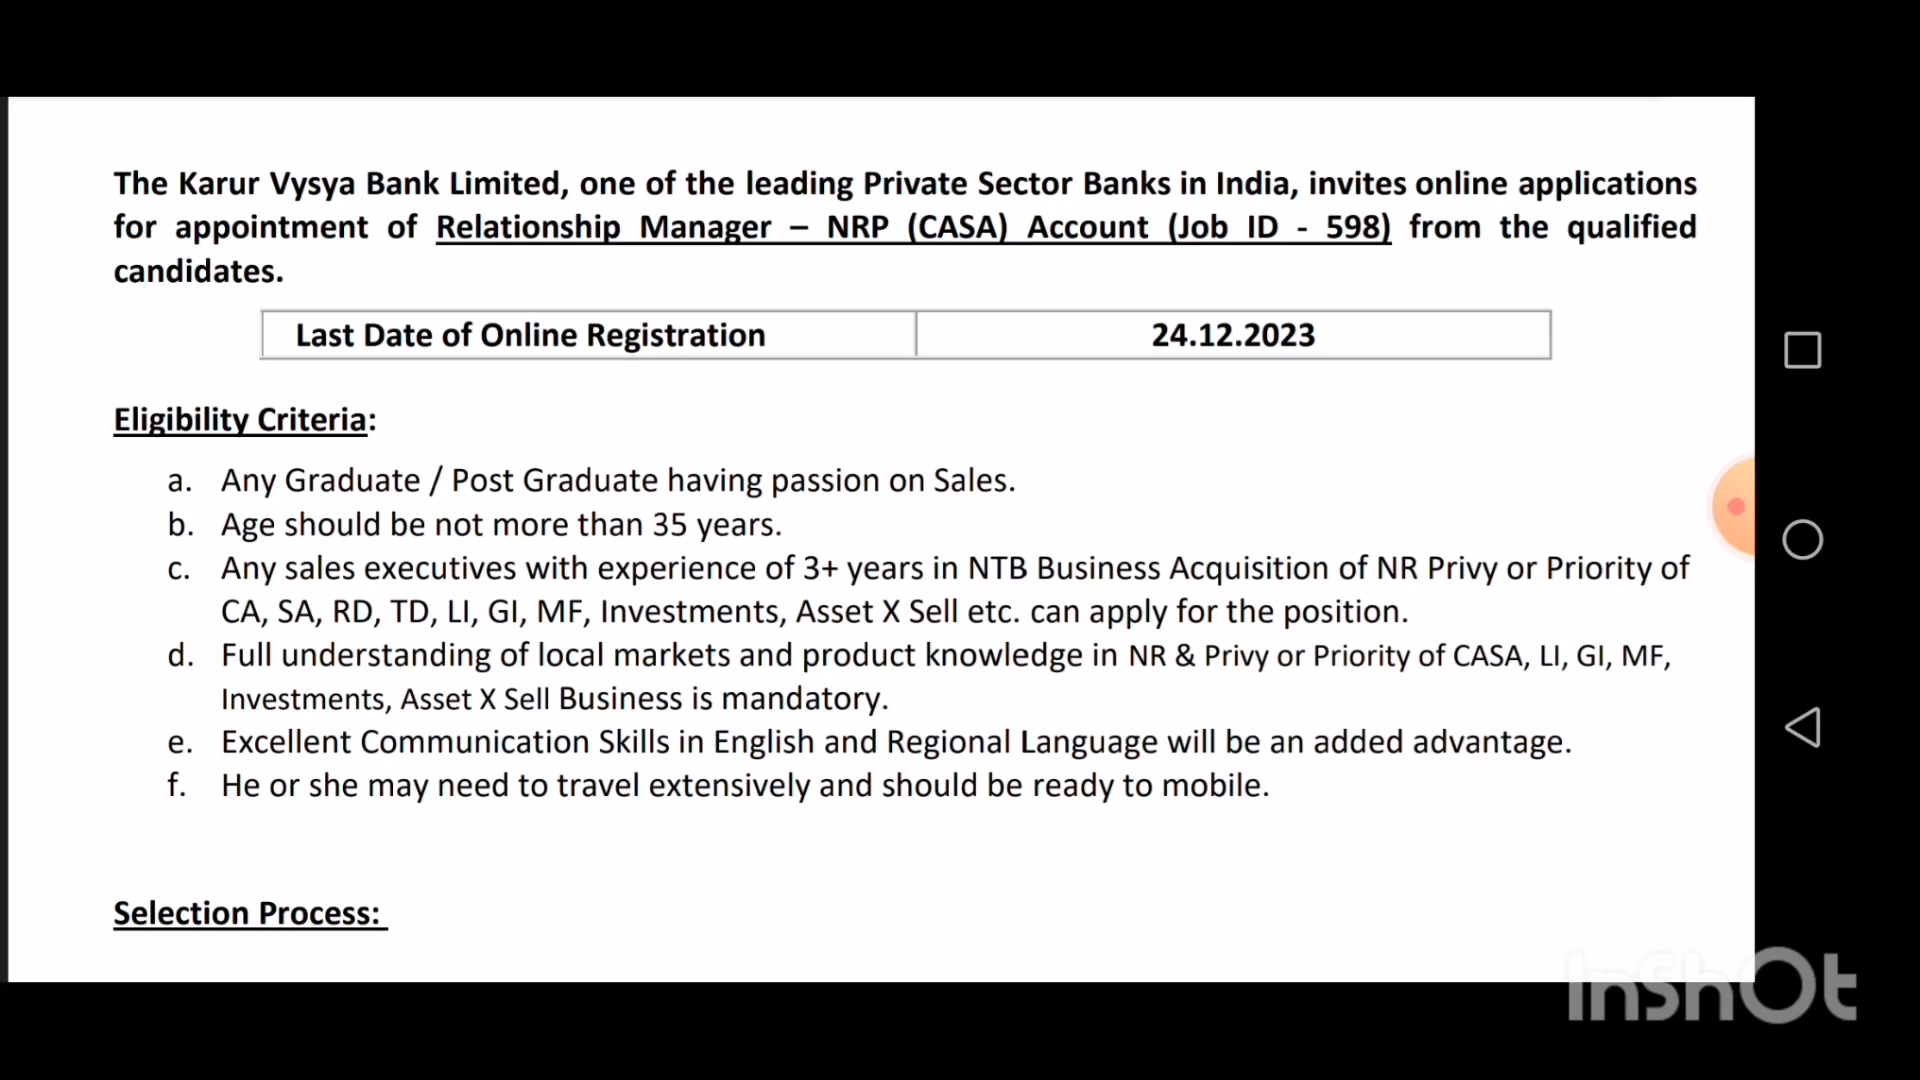 The Karur Vysya Bank Limited, one of the leading Private Sector Banks in India, invites online applications
for appointment of Relationship Manager – NRP (CASA) Account (Job ID - 598) from the qualified
candidates.
Last Date of Online Registration 24.12.2023
Eligibility Criteria:
a. Any Graduate / Post Graduate having passion on Sales.
b. Age should be not more than 35 years.
c. Any sales executives with experience of 3+ years in NTB Business Acquisition of NR Privy or Priority of
CA, SA, RD, TD, LI, GI, MF, Investments, Asset X Sell etc. can apply for the position.
d. Full understanding of local markets and product knowledge in NR & Privy or Priority of CASA, LI, GI, MF,
Investments, Asset X Sell Business is mandatory.
e. Excellent Communication Skills in English and Regional Language will be an added advantage.
f. He or she may need to travel extensively and should be ready to mobile.
Selection Process:
InShOt